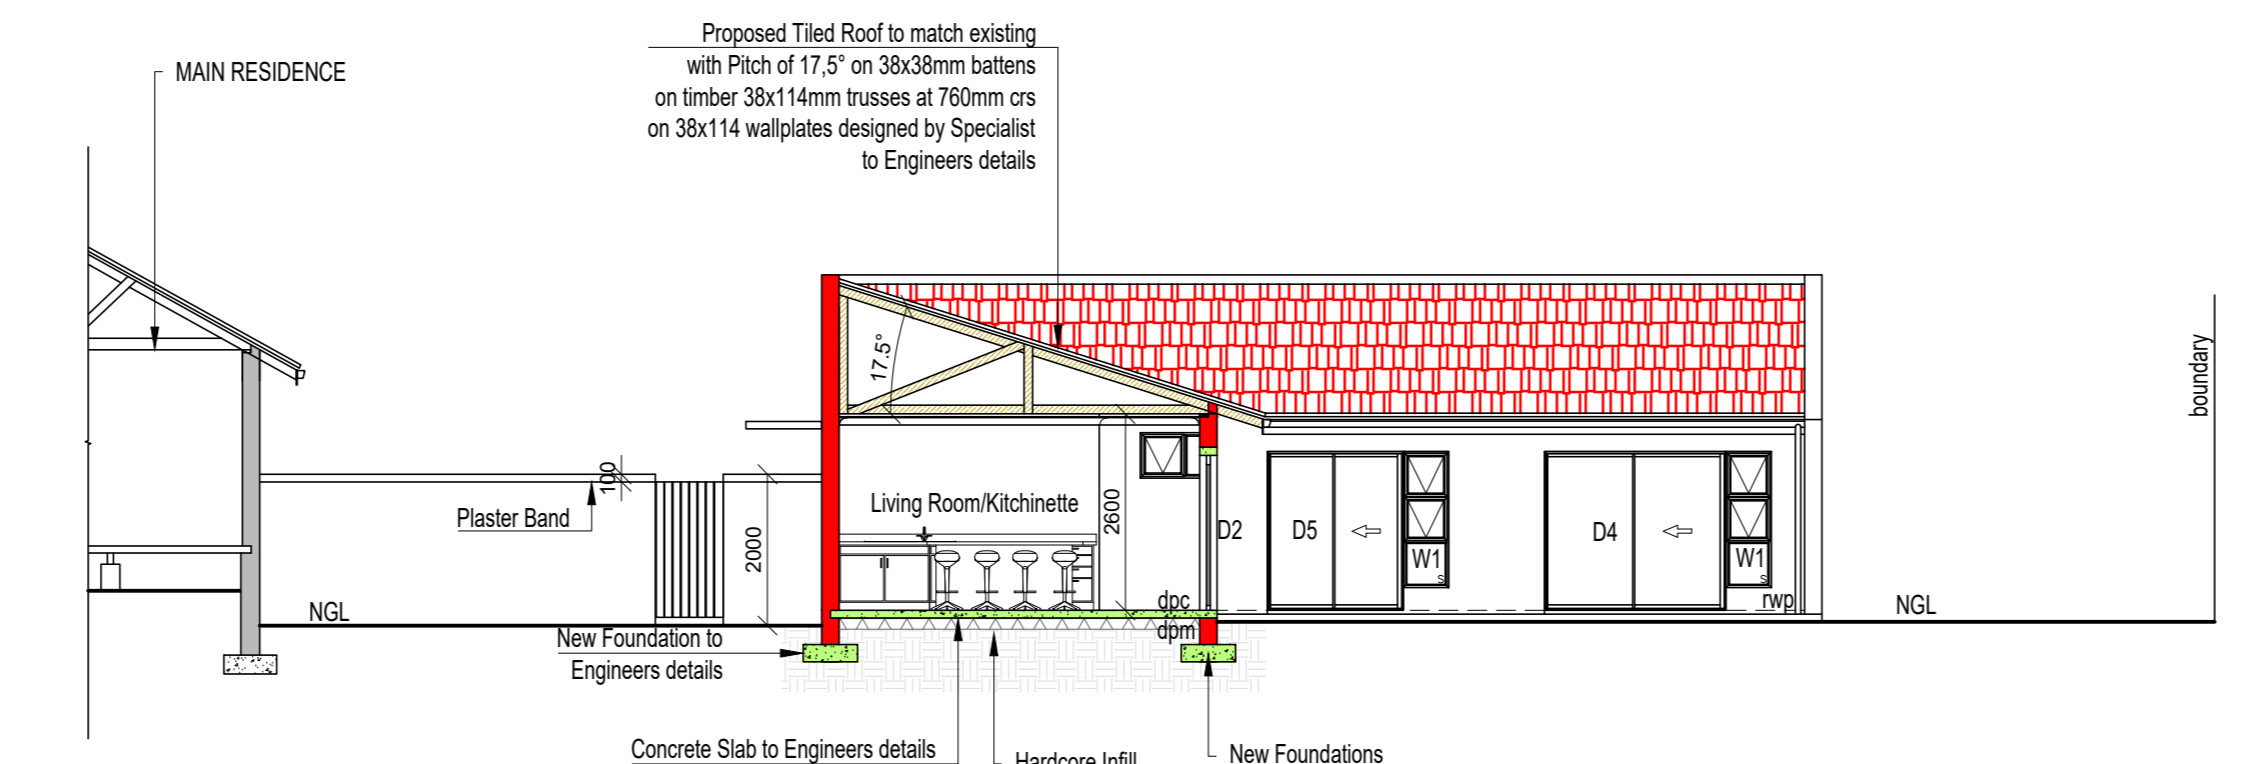 Proposed Tiled Roof to match existing
with Pitch of 17,5° on 38x38mm battens
on timber 38x114mm trusses at 760mm crs
on 38x114 wallplates designed by Specialist
to Engineers details
MAIN RESIDENCE
boundary
17.5°
100
Plaster Band
2000
Living Room/Kitchinette
2600
D2
D5
W1
s
D4
W1
s
dpc
dpm
rwp
NGL
NGL
New Foundation to
Engineers details
Concrete Slab to Engineers details
Hardcore Infill
New Foundations